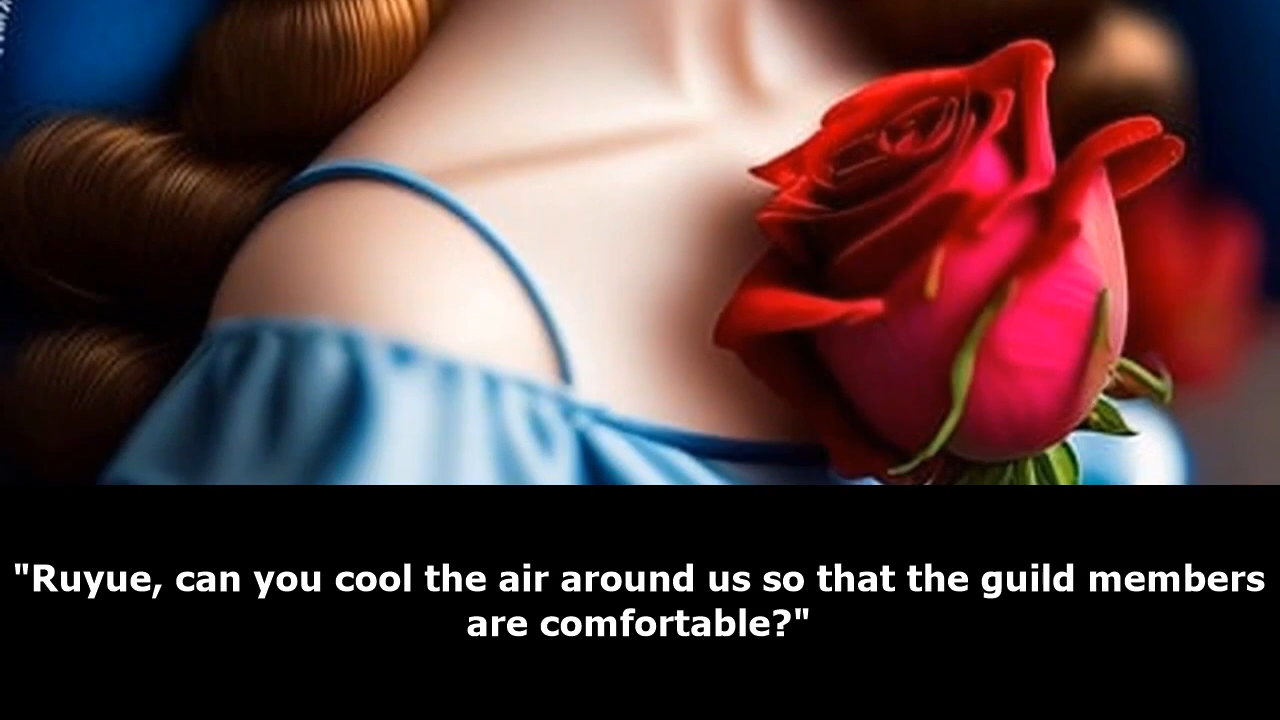 "Ruyue, can you cool the air around us so that the guild members
are comfortable?"